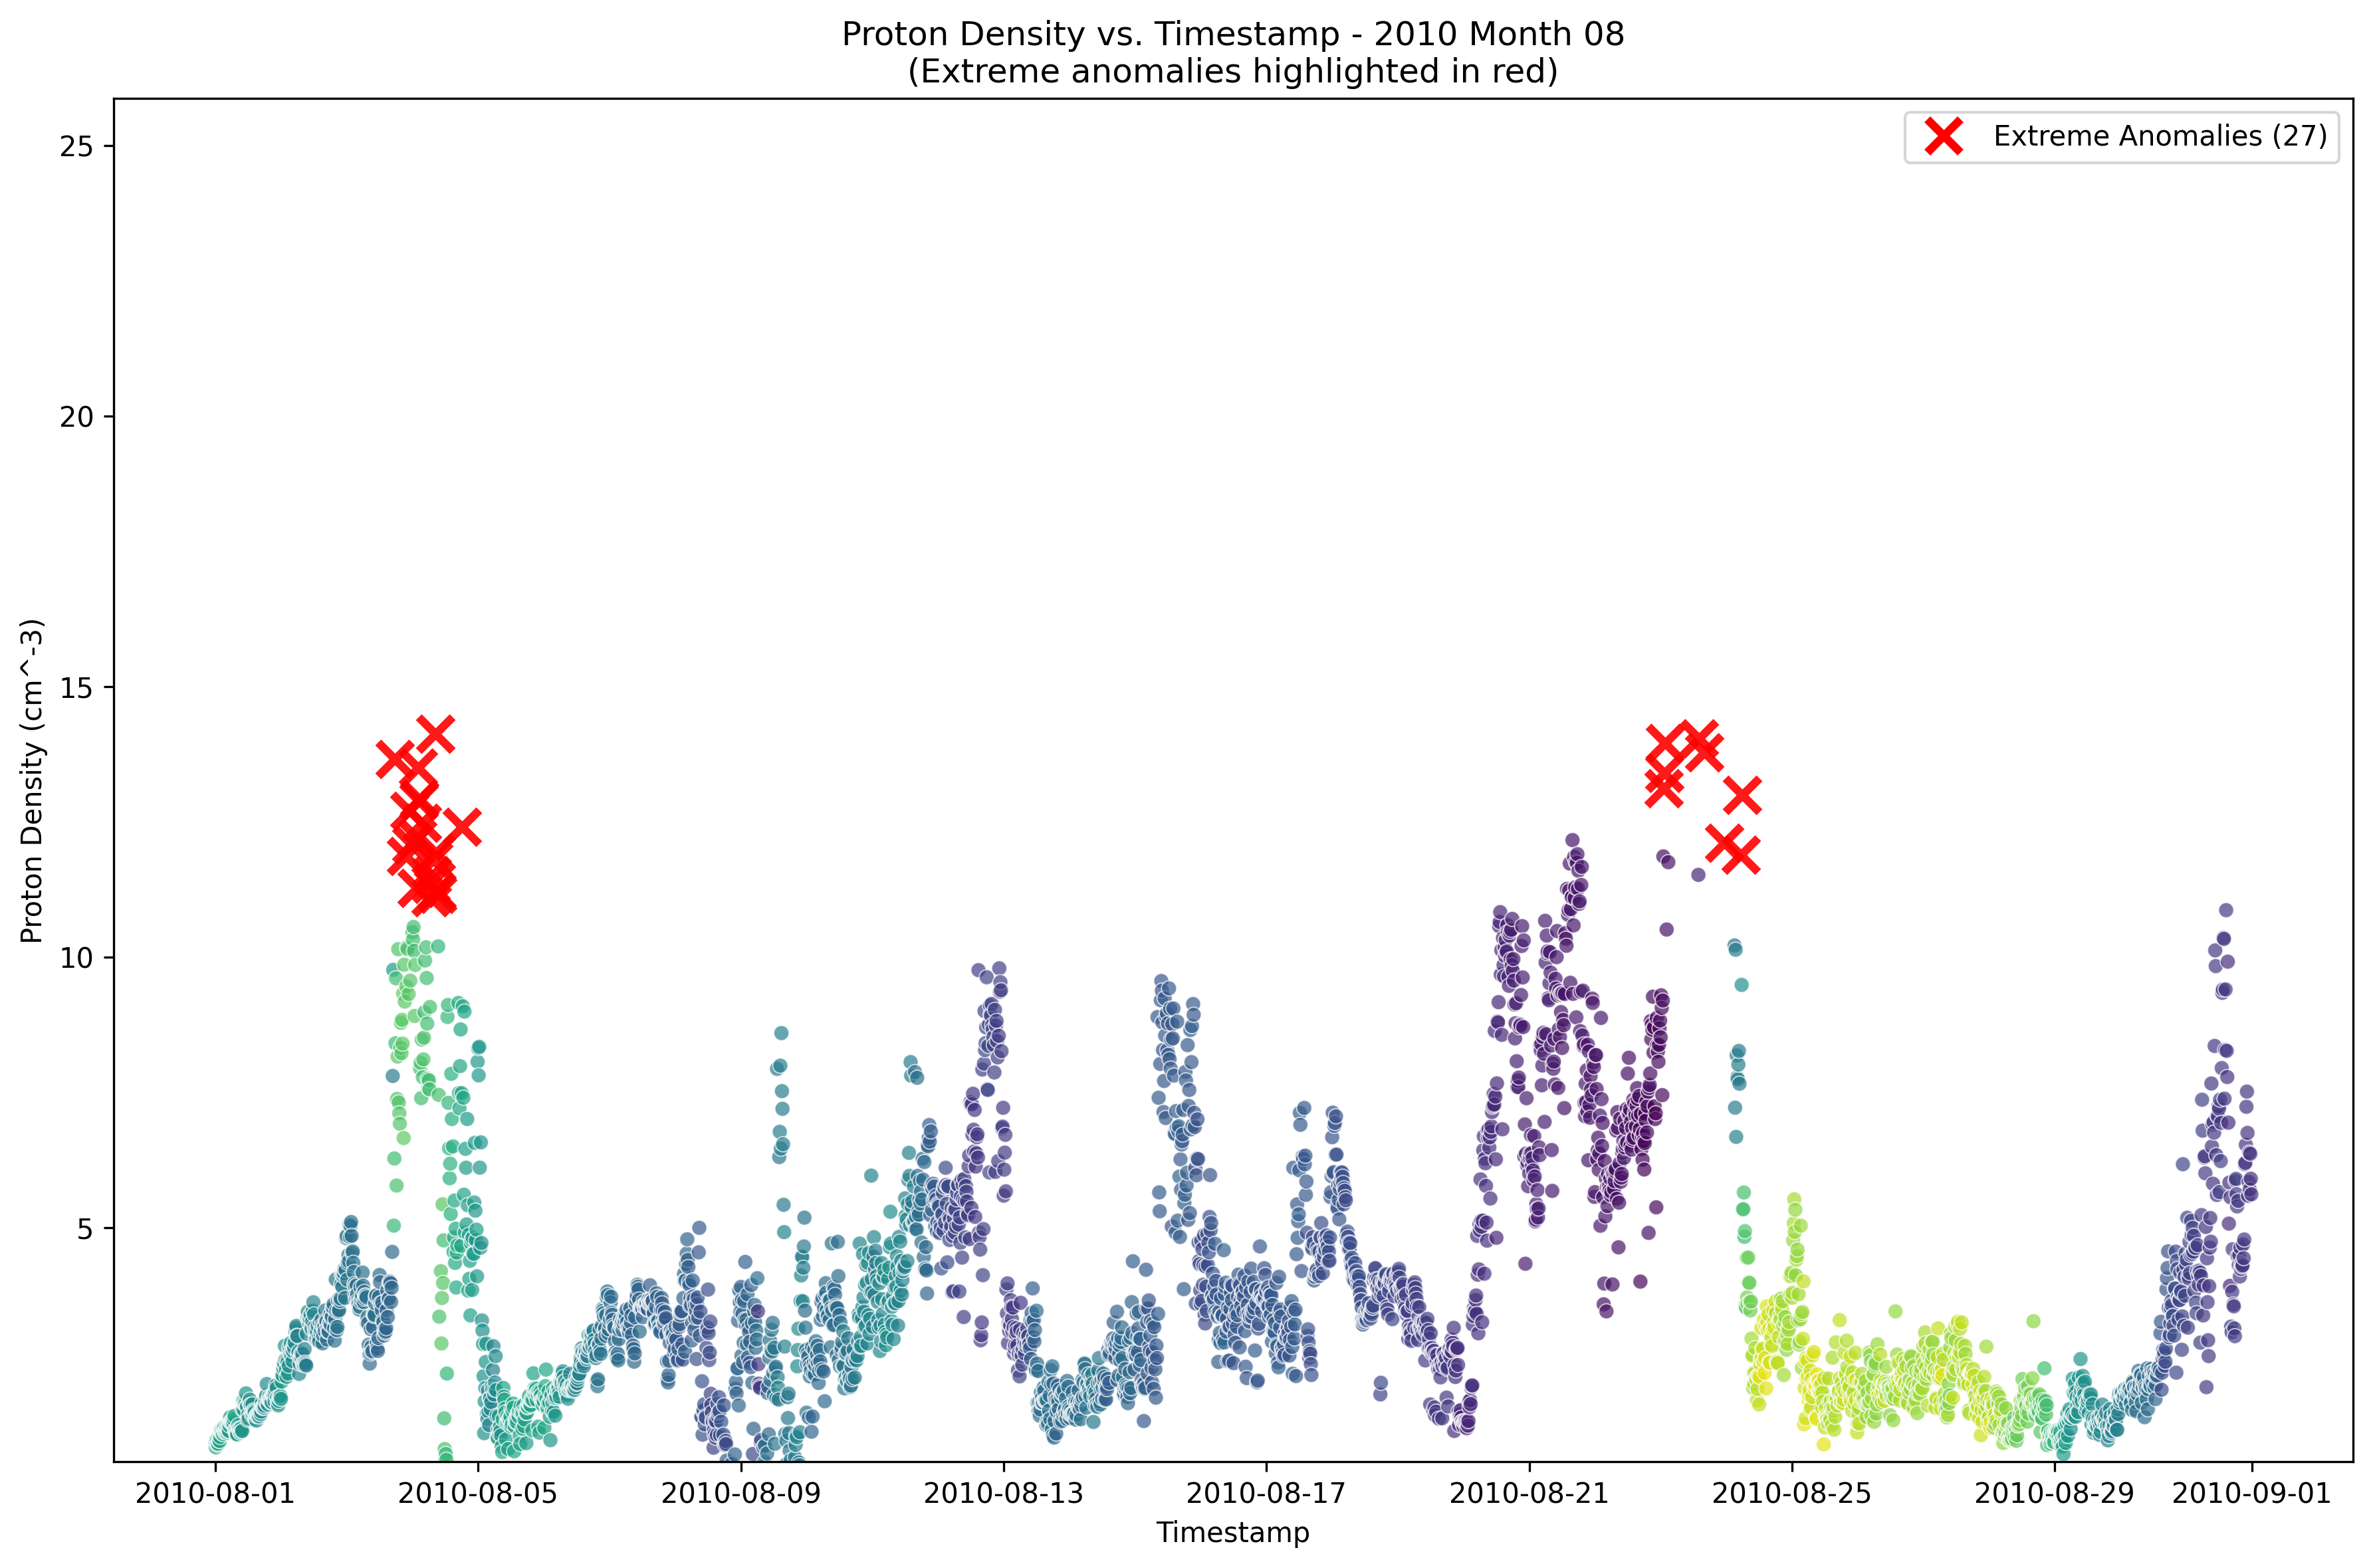 Proton Density vs. Timestamp - 2010 Month 08
(Extreme anomalies highlighted in red)
Extreme Anomalies (27)
Proton Density (cm^-3)
25
20
15
10
5
2010-08-01
2010-08-05
2010-08-09
2010-08-13
2010-08-17
2010-08-21
2010-08-25
2010-08-29
2010-09-01
Timestamp